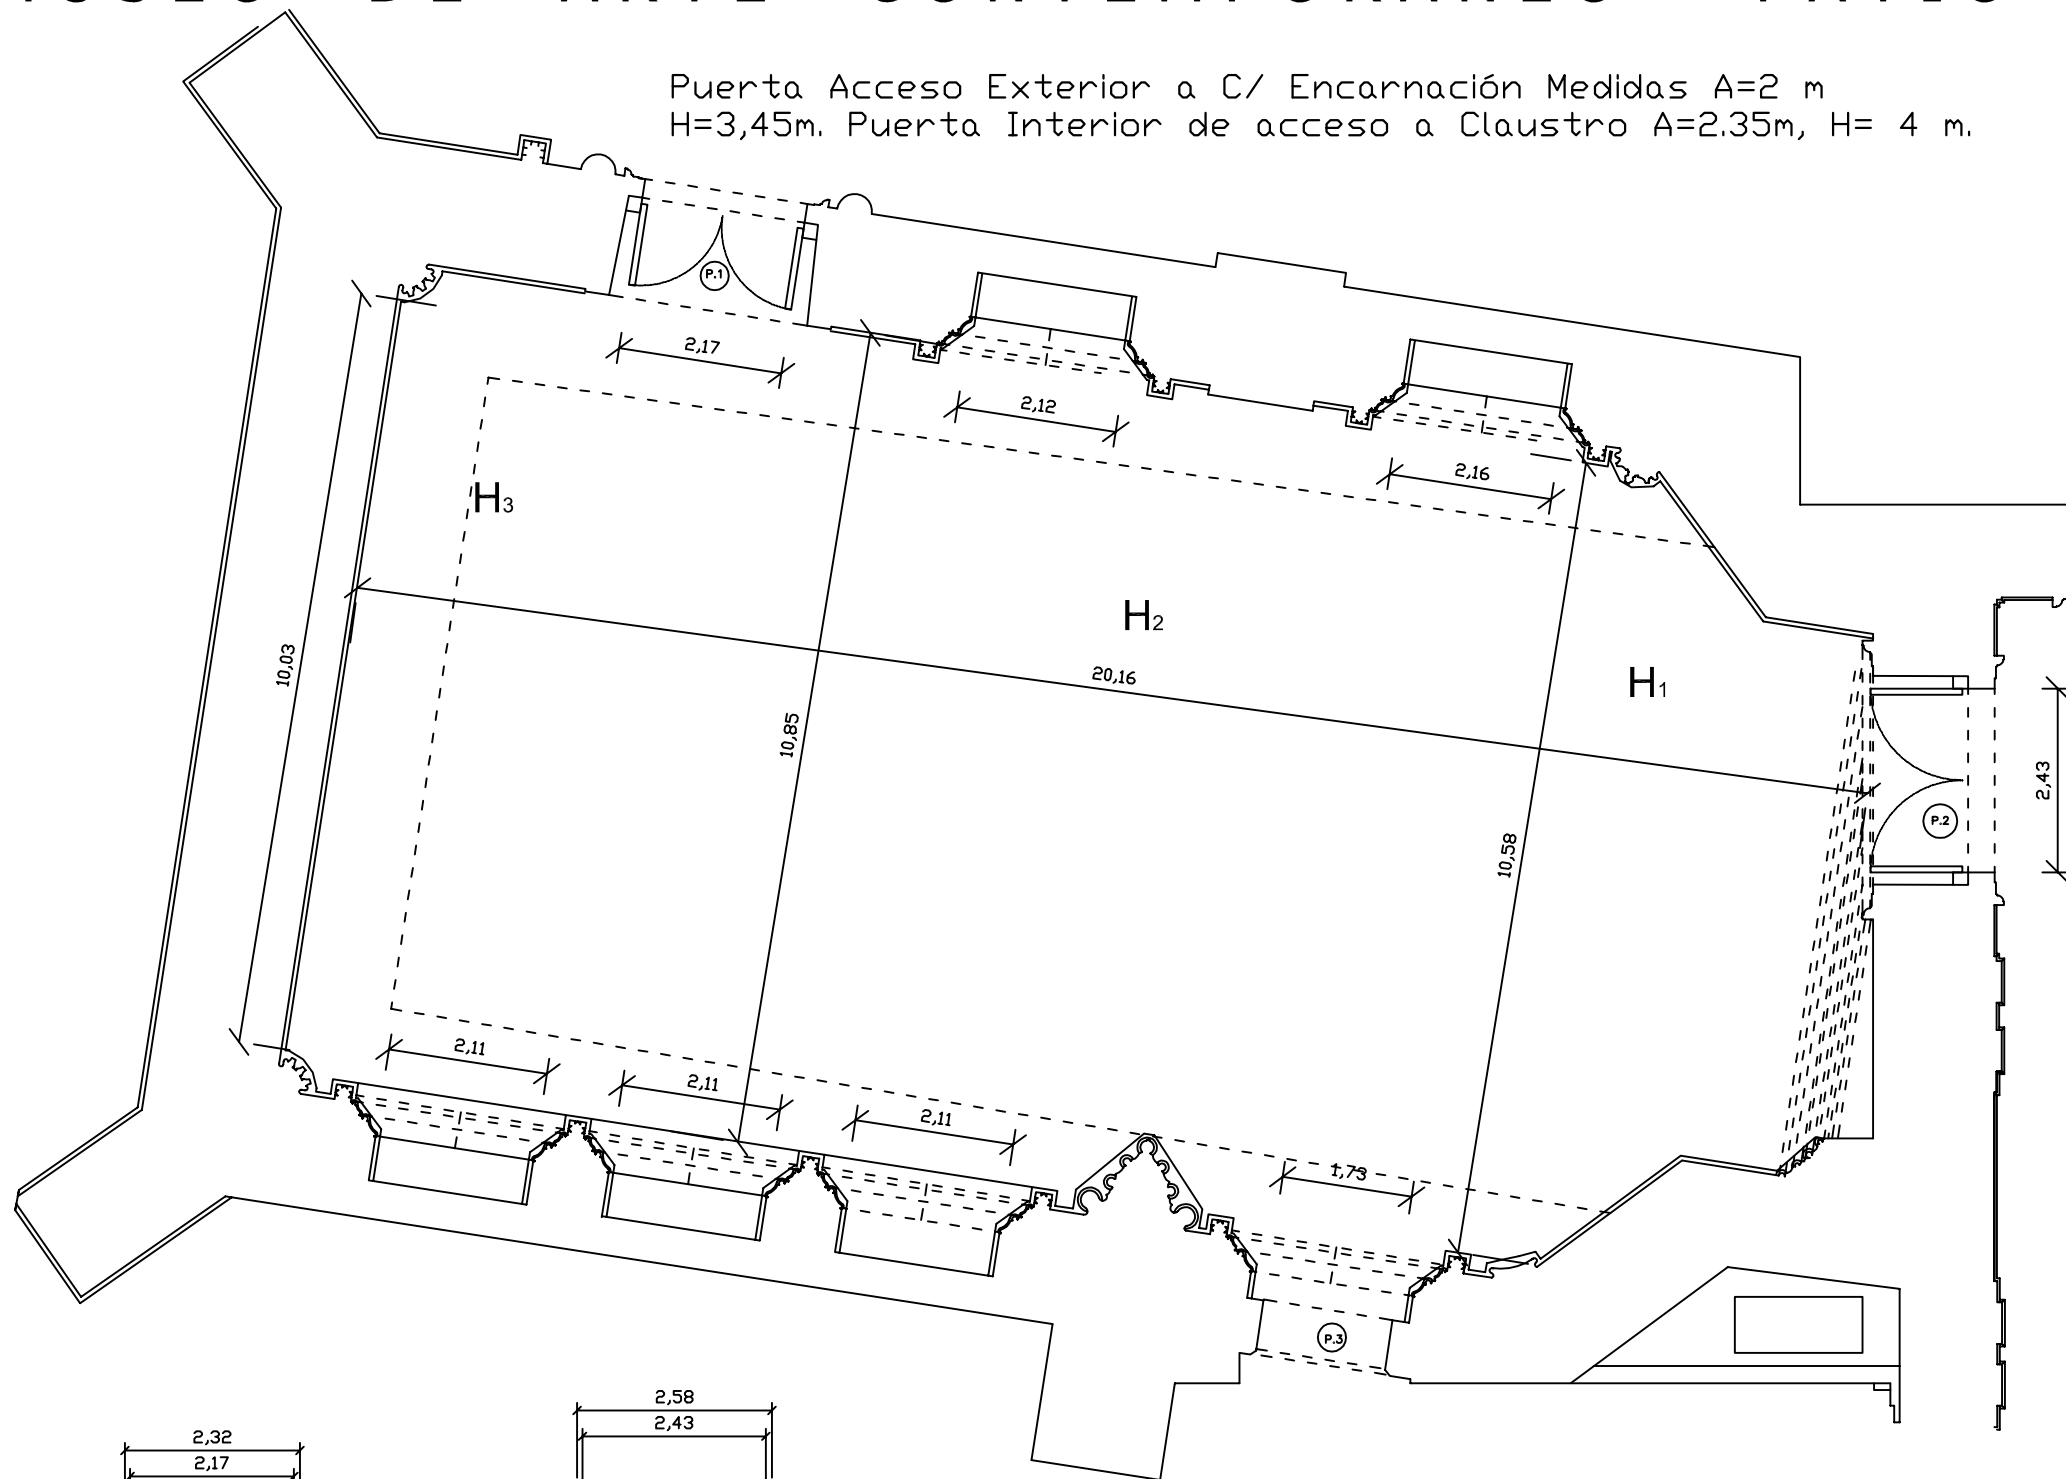 Puerta Acceso Exterior a C/ Encarnación Medidas A=2 m
H=3,45m. Puerta Interior de acceso a Claustro A=2.35m, H= 4 m.
P.1
2,17
2,12
2,16
H3
H2
H1
10,03
20,16
10,85
10,58
P.2
2,43
2,11
2,11
2,11
1,73
P.3
2,58
2,43
2,32
2,17